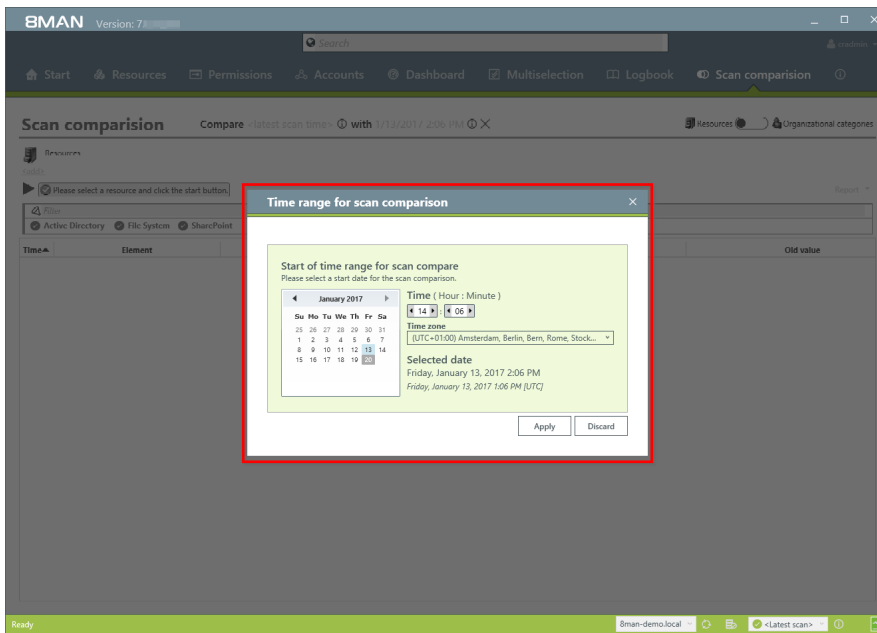 8MAN Version: 7.
Search
Start Resources Permissions Accounts Dashboard Multiselection Logbook Scan comparision
Scan comparision Compare <latest scan time> with 1/13/2017 2:06 PM Resources Organizational categories
Resources
Please select a resource and click the start button.
Report
Filter
Active Directory File System SharePoint
Time Element Old value
Time range for scan comparison
Start of time range for scan compare
Please select a start date for the scan comparison.
January 2017
Su Mo Tu We Th Fr Sa
25 26 27 28 29 30 31
1 2 3 4 5 6 7
8 9 10 11 12 13 14
15 16 17 18 19 20
Time ( Hour : Minute )
14 : 06
Time zone
(UTC+01:00) Amsterdam, Berlin, Bern, Rome, Stock...
Selected date
Friday, January 13, 2017 2:06 PM
Friday, January 13, 2017 1:06 PM [UTC]
Apply Discard
Ready 8man-demo.local <Latest scan>